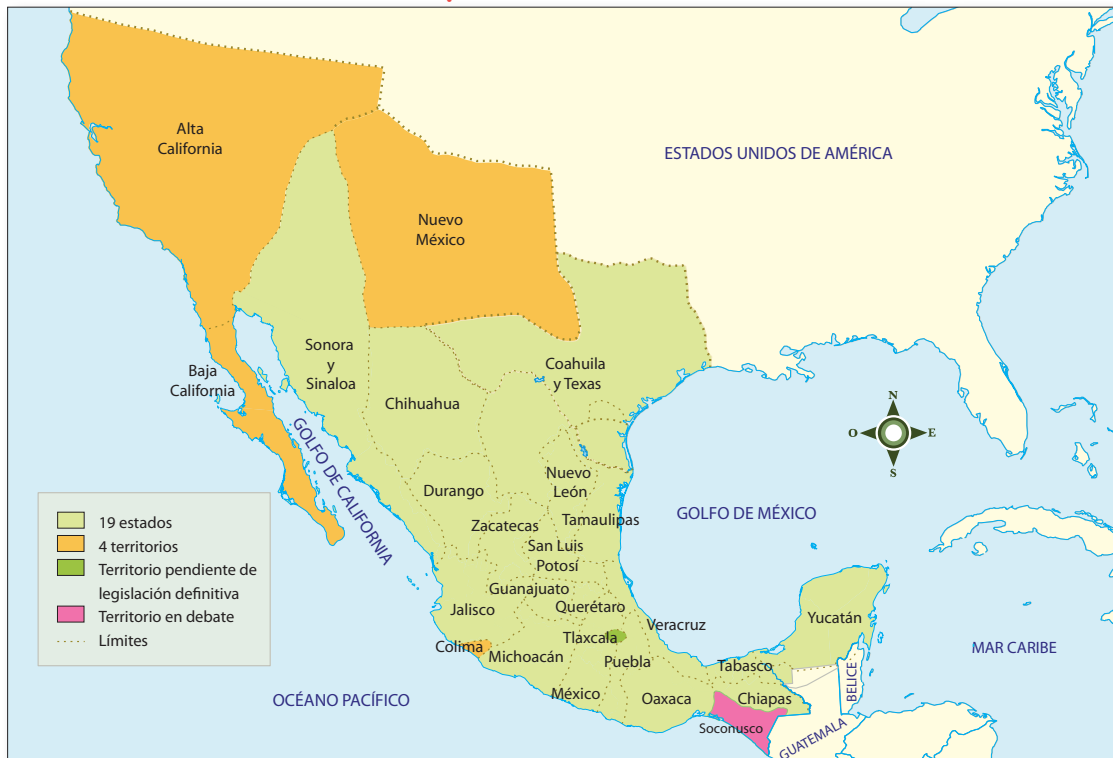 Alta
California
ESTADOS UNIDOS DE AMÉRICA
Nuevo
México
Sonora
y
Sinaloa
Coahuila
y Texas
Baja
California
Chihuahua
GOLFO DE CALIFORNIA
N
O
E
S
Durango
Nuevo
León
Zacatecas
Tamaulipas
GOLFO DE MÉXICO
San Luis
Potosí
Guanajuato
Jalisco
Querétaro
Veracruz
Yucatán
Colima
Tlaxcala
Michoacán
Puebla
Tabasco
MAR CARIBE
BELICE
México
Oaxaca
Chiapas
OCÉANO PACÍFICO
Soconusco
GUATEMALA
19 estados
4 territorios
Territorio pendiente de
legislación definitiva
Territorio en debate
Límites